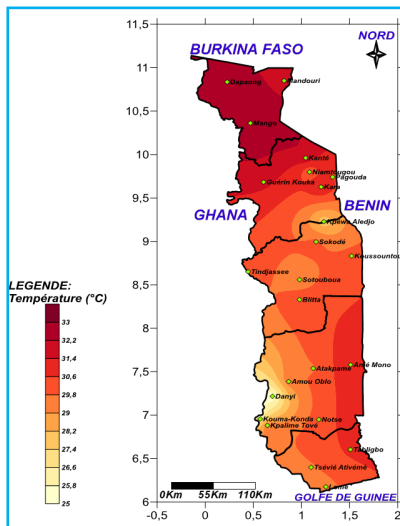 11,5
NORD
BURKINA FASO
11
Dapaong
Mandouri
10,5
Mango
10
Kanté
Niamtougou
Pagouda
Guérin Kouka
Kara
9,5
GHANA
BENIN
Kpéwa Aledjo
9
Sokodé
Koussountou
Tindjassee
Sotouboua
8,5
Blitta
LEGENDE:
Température (°C)
33
32,2
31,4
30,6
29,8
29
28,2
27,4
26,6
25,8
25
8
7,5
Atakpamé
Anié Mono
Amou Oblo
Danyi
7
Kouma-Konda
Notse
Kpalime Tové
6,5
Tabligbo
Tsévié Ativémé
Lomé
6
0Km
55Km
110Km
GOLFE DE GUINEE
-0,5
0
0,5
1
1,5
2